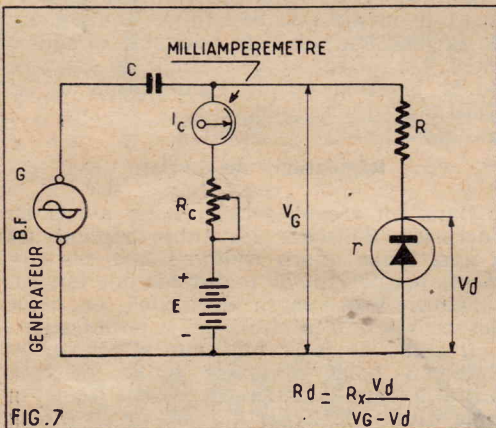 MILLIAMPEREMETRE
C
Ic
R
G
Rc
VG
GENERATEUR B.F
r
Vd
+
E
-
Rd = Rx Vd
VG - Vd
FIG.7